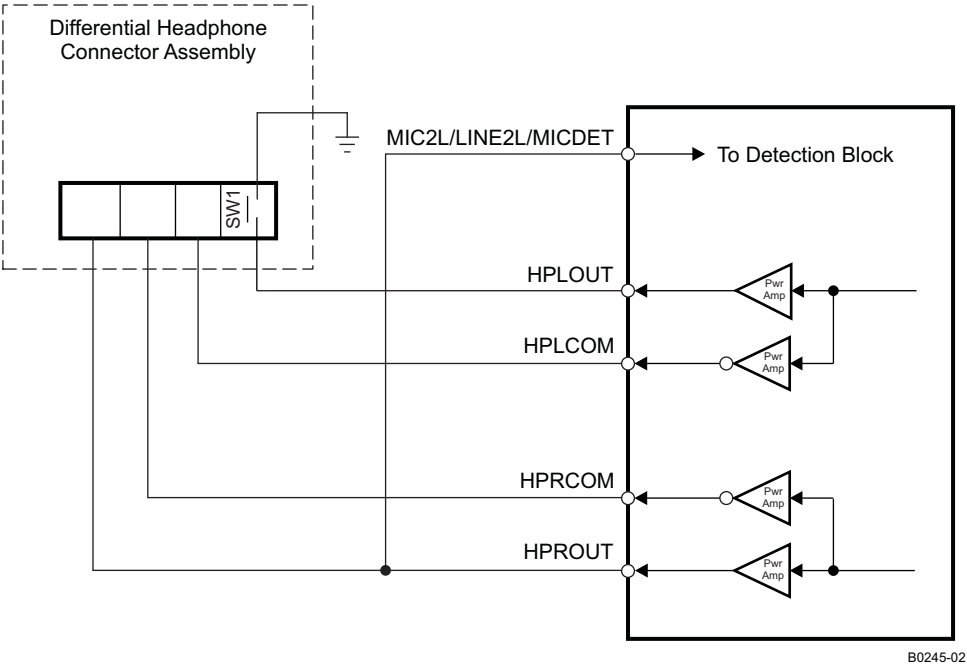 Differential Headphone
Connector Assembly
MIC2L/LINE2L/MICDET
To Detection Block
SW1
HPLOUT
Pwr
Amp
HPLCOM
Pwr
Amp
HPRCOM
Pwr
Amp
HPROUT
Pwr
Amp
B0245-02